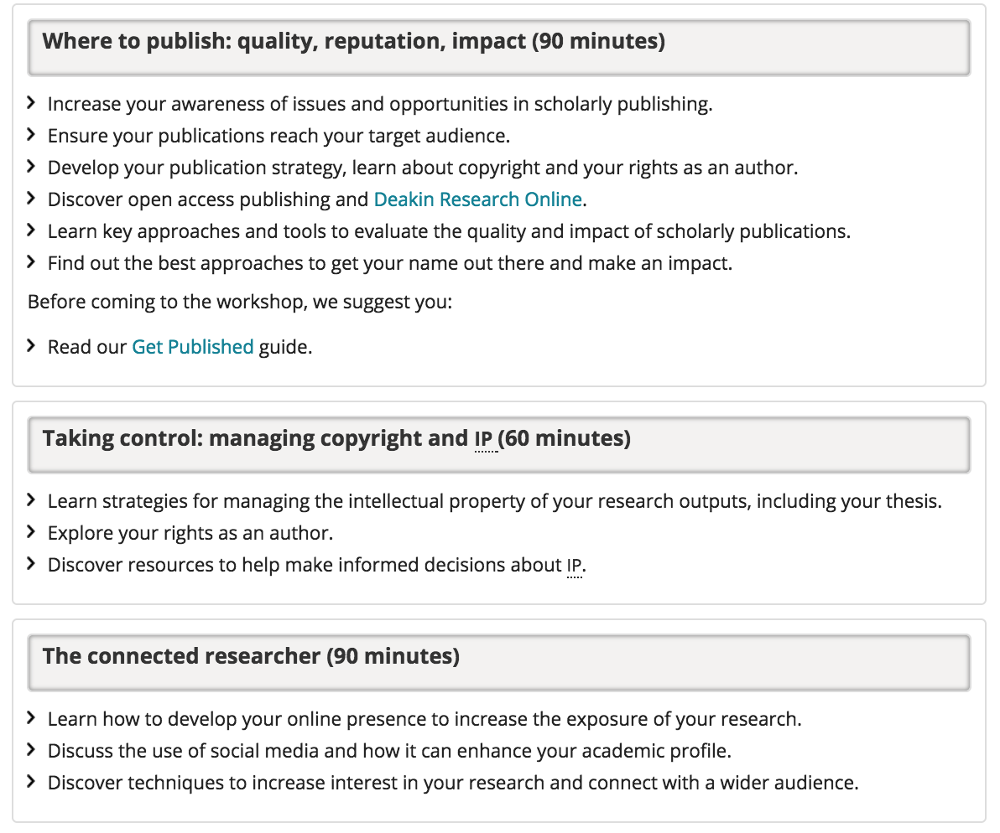 Where to publish: quality, reputation, impact (90 minutes)
Increase your awareness of issues and opportunities in scholarly publishing.
Ensure your publications reach your target audience.
Develop your publication strategy, learn about copyright and your rights as an author.
Discover open access publishing and Deakin Research Online.
Learn key approaches and tools to evaluate the quality and impact of scholarly publications.
Find out the best approaches to get your name out there and make an impact.
Before coming to the workshop, we suggest you:
Read our Get Published guide.
Taking control: managing copyright and IP (60 minutes)
Learn strategies for managing the intellectual property of your research outputs, including your thesis.
Explore your rights as an author.
Discover resources to help make informed decisions about IP.
The connected researcher (90 minutes)
Learn how to develop your online presence to increase the exposure of your research.
Discuss the use of social media and how it can enhance your academic profile.
Discover techniques to increase interest in your research and connect with a wider audience.